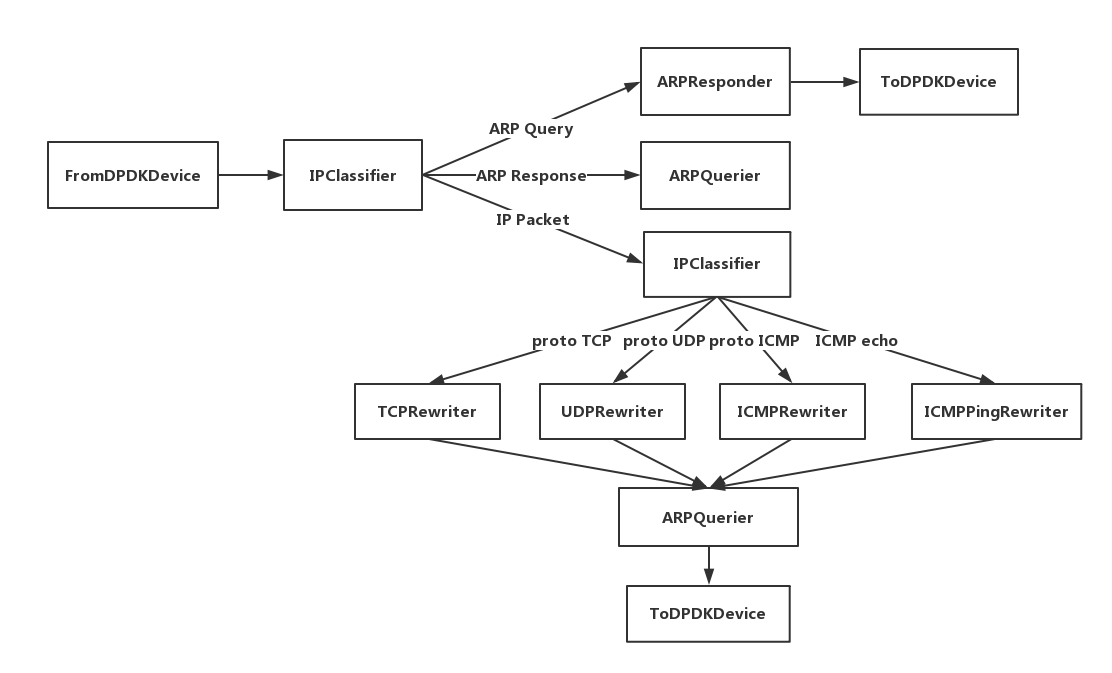 ARPResponder
ToDPDKDevice
ARP Query
FromDPDKDevice
IPClassifier
ARP Response
ARPQuerier
IP Packet
IPClassifier
proto TCP
proto UDP
proto ICMP
ICMP echo
TCPRewriter
UDPRewriter
ICMPRewriter
ICMPPingRewriter
ARPQuerier
ToDPDKDevice